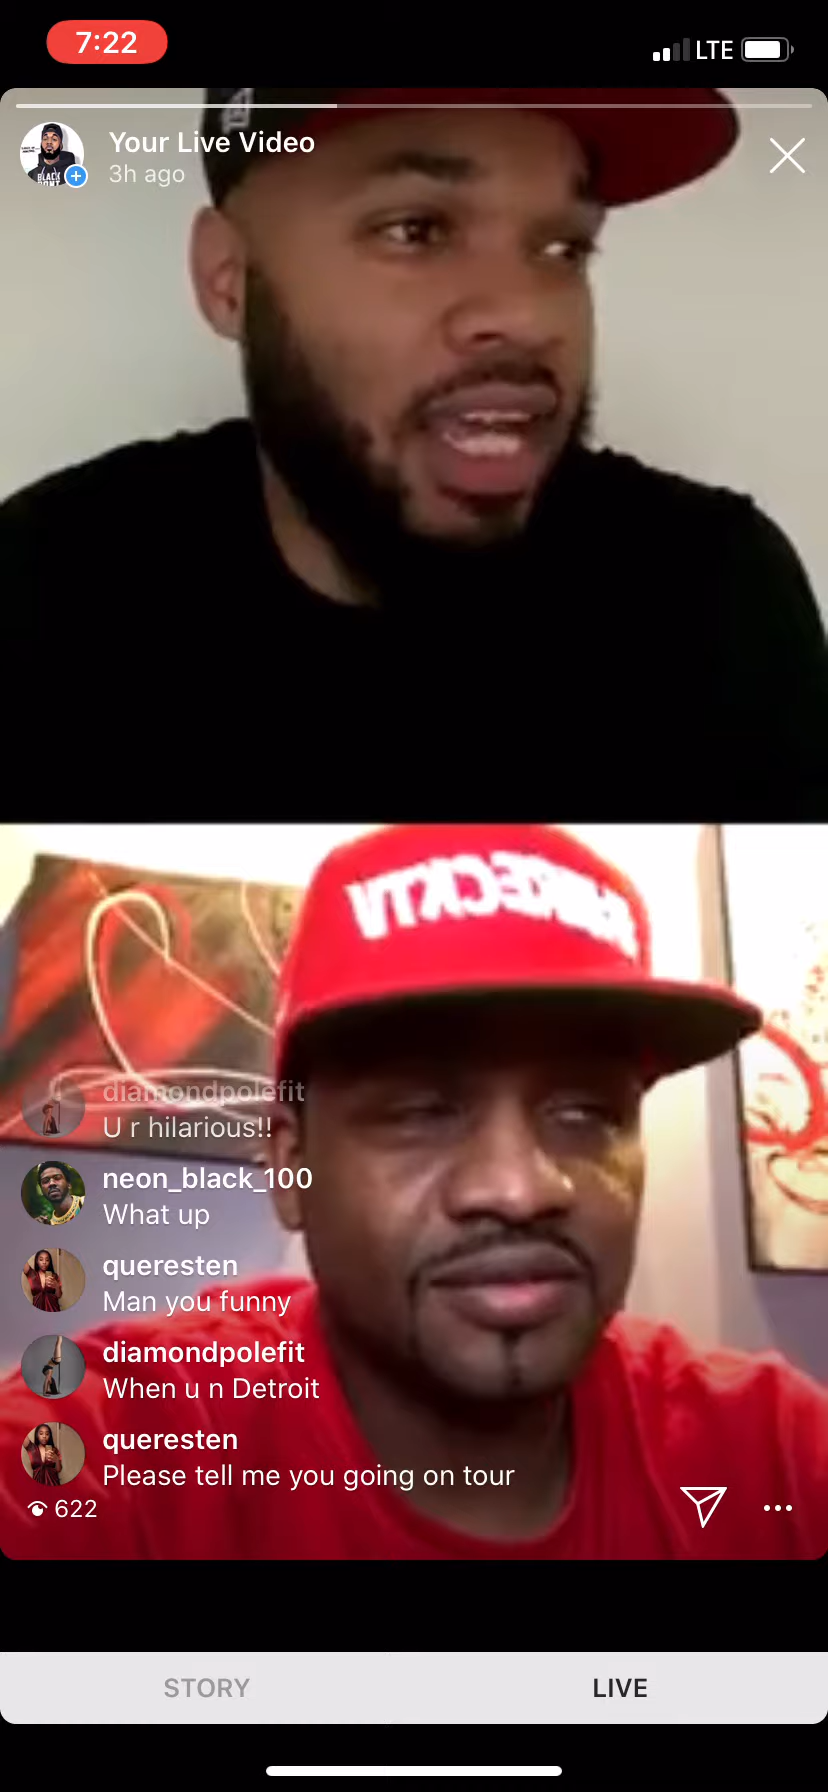 7:22
LTE
Your Live Video
3h ago
diamondpolefit
U r hilarious!!
neon_black_100
What up
queresten
Man you funny
diamondpolefit
When u n Detroit
queresten
Please tell me you going on tour
622
STORY
LIVE